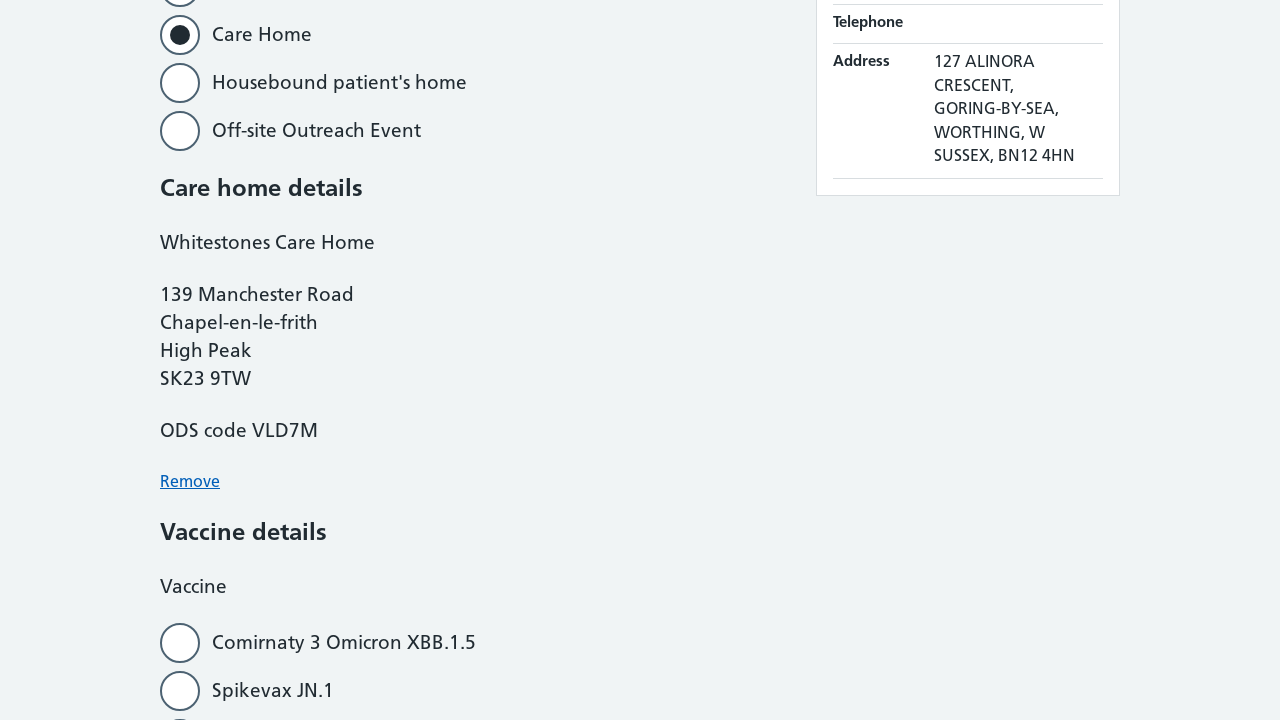 Care Home
Housebound patient's home
Off-site Outreach Event
Care home details
Whitestones Care Home
139 Manchester Road
Chapel-en-le-frith
High Peak
SK23 9TW
ODS code VLD7M
Remove
Vaccine details
Vaccine
Comirnaty 3 Omicron XBB.1.5
Spikevax JN.1
Telephone
Address 127 ALINORA
CRESCENT,
GORING-BY-SEA,
WORTHING, W
SUSSEX, BN12 4HN